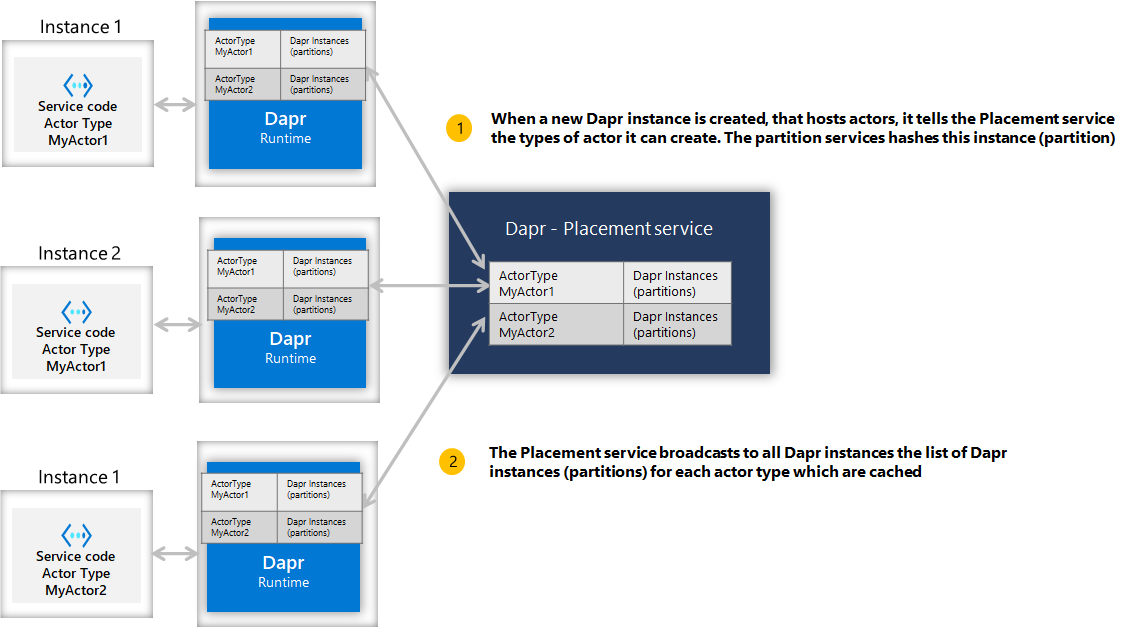 Instance 1
Service code
Actor Type
MyActor1
ActorType
MyActor1
Dapr Instances
(partitions)
ActorType
MyActor2
Dapr Instances
(partitions)
Dapr
Runtime
1
When a new Dapr instance is created, that hosts actors, it tells the Placement service
the types of actor it can create. The partition services hashes this instance (partition)
Instance 2
Service code
Actor Type
MyActor1
ActorType
MyActor1
Dapr Instances
(partitions)
ActorType
MyActor2
Dapr Instances
(partitions)
Dapr
Runtime
Dapr - Placement service
ActorType
MyActor1
Dapr Instances
(partitions)
ActorType
MyActor2
Dapr Instances
(partitions)
2
The Placement service broadcasts to all Dapr instances the list of Dapr
instances (partitions) for each actor type which are cached
Instance 1
Service code
Actor Type
MyActor2
ActorType
MyActor1
Dapr Instances
(partitions)
ActorType
MyActor2
Dapr Instances
(partitions)
Dapr
Runtime